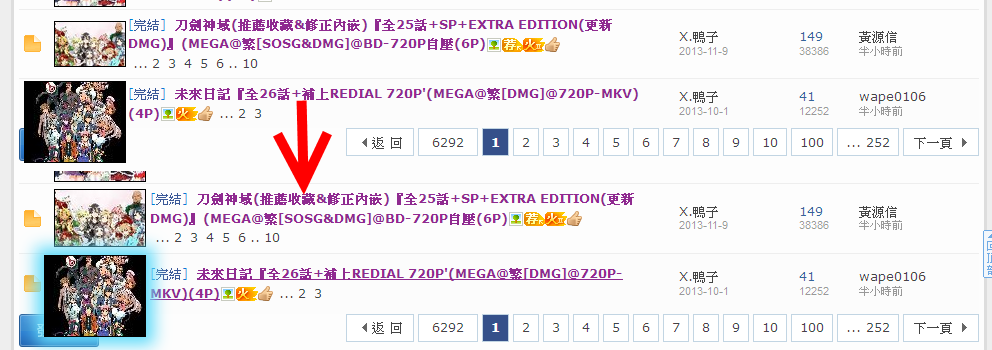 [完結] 刀劍神域(推薦收藏&修正內嵌)『全25話+SP+EXTRA EDITION(更新
DMG)』(MEGA@繁[SOSG&DMG]@BD-720P自壓(6P)
... 2 3 4 5 6 .. 10
X.鴨子
2013-11-9
149
38386
黃源信
半小時前
[完結] 未來日記『全26話+補上REDIAL 720P'(MEGA@繁[DMG]@720P-MKV)
(4P) 火 ... 2 3
X.鴨子
2013-10-1
41
12252
wape0106
半小時前
返回 6292 1 2 3 4 5 6 7 8 9 10 100 ... 252 下一頁
[完結] 刀劍神域(推薦收藏&修正內嵌)『全25話+SP+EXTRA EDITION(更新
DMG)』(MEGA@繁[SOSG&DMG]@BD-720P自壓(6P)
... 2 3 4 5 6 .. 10
X.鴨子
2013-11-9
149
38386
黃源信
半小時前
[完結] 未來日記『全26話+補上REDIAL 720P'(MEGA@繁[DMG]@720P-
MKV)(4P) 火 ... 2 3
X.鴨子
2013-10-1
41
12252
wape0106
半小時前
返回 6292 1 2 3 4 5 6 7 8 9 10 100 ... 252 下一頁